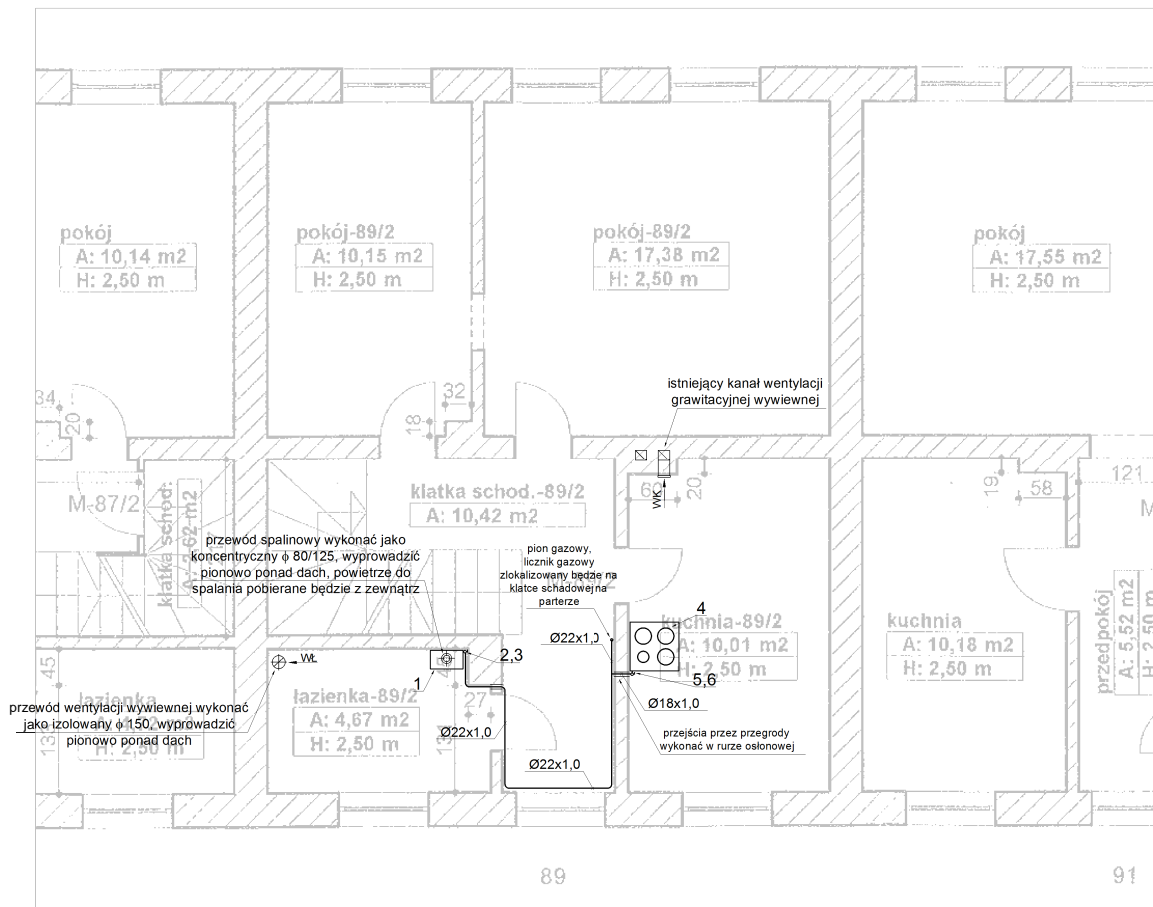 pokój
A: 10,14 m2
H: 2,50 m
pokój-89/2
A: 10,15 m2
H: 2,50 m
pokój-89/2
A: 17,38 m2
H: 2,50 m
pokój
A: 17,55 m2
H: 2,50 m
istniejący kanał wentylacji
grawitacyjnej wywiewnej
34
20
18
32
M-87/2
klatka schod.
klatka schod.-89/2
A: 10,42 m2
20
WK
19
58
121
przewód spalinowy wykonać jako
koncentryczny ϕ 80/125, wyprowadzić
pionowo ponad dach, powietrze do
spalania pobierane będzie z zewnątrz
pion gazowy,
licznik gazowy
zlokalizowany będzie na
klatce schadowej na
parterze
Ø22x1,0
4
kuchnia-89/2
A: 10,01 m2
H: 2,50 m
kuchnia
A: 10,18 m2
H: 2,50 m
przedpokój
A: 5,52 m2
H: 2,50 m
45
WŁ
2,3
1
5,6
łazienka
H: 2,50 m
przewód wentylacji wywiewnej wykonać
jako izolowany ϕ 150, wyprowadzić
pionowo ponad dach
łazienka-89/2
A: 4,67 m2
H: 2,50 m
27
Ø22x1,0
Ø18x1,0
przejścia przez przegrody
wykonać w rurze osłonowej
Ø22x1,0
89
91